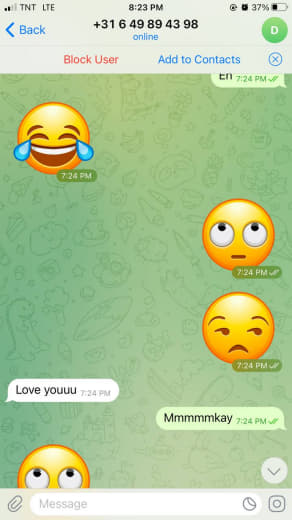 TNT LTE 8:23 PM 37%
Back +31 6 49 89 43 98 D
online
Block User Add to Contacts
En 7:24 PM
7:24 PM
7:24 PM
7:24 PM
Love youuu 7:24 PM
Mmmmmkay 7:24 PM
Message